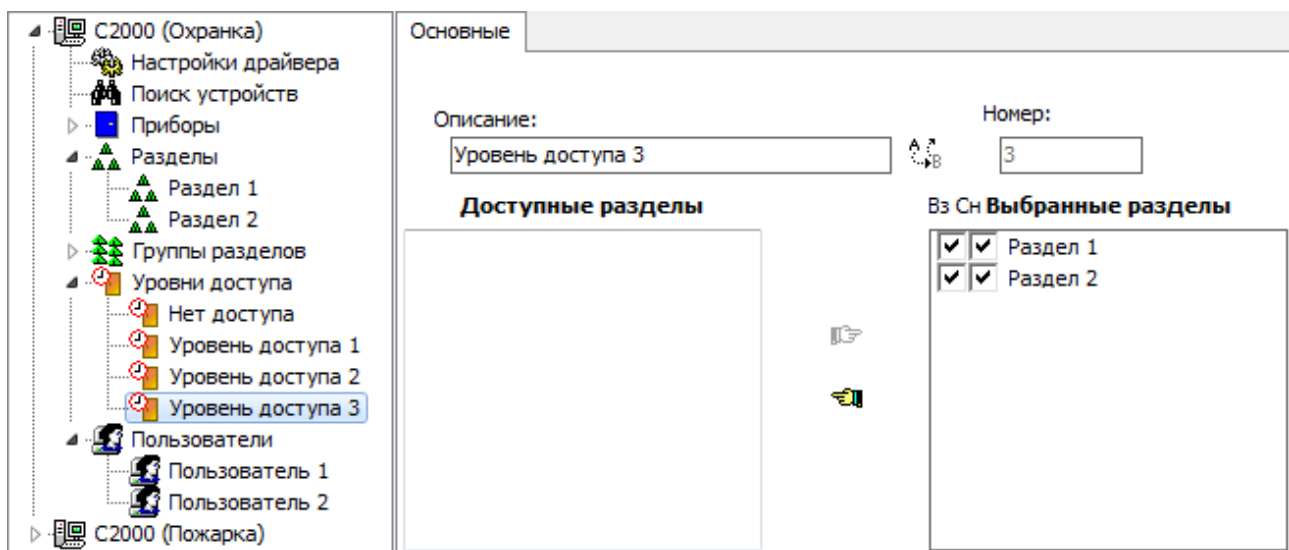 С2000 (Охранка)
Настройки драйвера
Поиск устройств
Приборы
Разделы
Раздел 1
Раздел 2
Группы разделов
Уровни доступа
Нет доступа
Уровень доступа 1
Уровень доступа 2
Уровень доступа 3
Пользователи
Пользователь 1
Пользователь 2
С2000 (Пожарка)
Основные
Описание:
Номер:
Уровень доступа 3
A B
3
Доступные разделы
Вз Сн Выбранные разделы
Раздел 1
Раздел 2